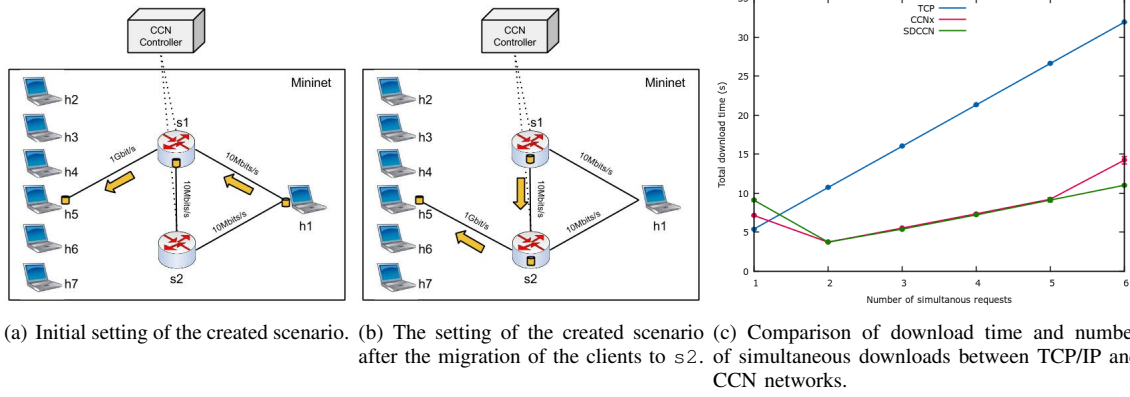 CCN
Controller
Mininet
h2
h3
h4
h5
h6
h7
s1
1Gbit/s
10Mbits/s
10Mbits/s
10Mbits/s
h1
s2
(a) Initial setting of the created scenario.
CCN
Controller
Mininet
h2
h3
h4
h5
h6
h7
s1
10Mbits/s
10Mbits/s
1Gbit/s
10Mbits/s
h1
s2
(b) The setting of the created scenario
after the migration of the clients to s2.
TCP
CCNx
SDCCN
Total download time (s)
35
30
25
20
15
10
5
0
1 2 3 4 5 6
Number of simultanous requests
(c) Comparison of download time and number
of simultaneous downloads between TCP/IP and
CCN networks.